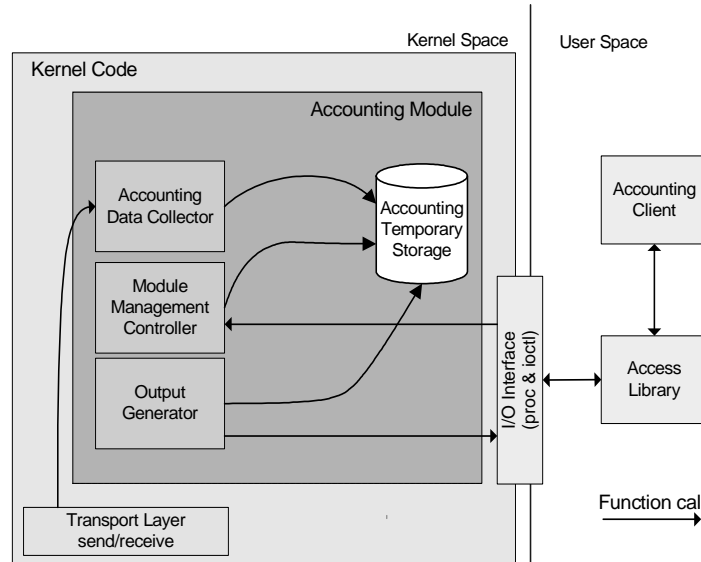 Kernel Space
User Space
Kernel Code
Accounting Module
Accounting
Data Collector
Accounting
Temporary
Storage
Accounting
Client
Module
Management
Controller
I/O Interface
(proc & ioctl)
Access
Library
Output
Generator
Function cal
Transport Layer
send/receive